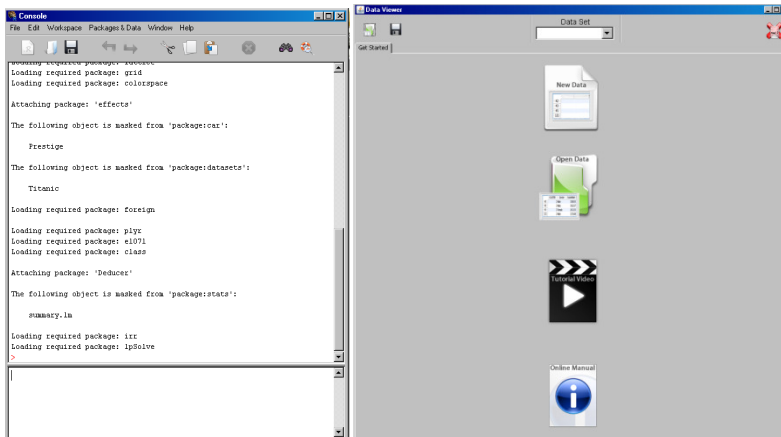 Console
File Edit Workspace Packages & Data Window Help
Loading required package: grid
Loading required package: colorspace
Attaching package: 'effects'
The following object is masked from 'package:car':
Prestige
The following object is masked from 'package:datasets':
Titanic
Loading required package: foreign
Loading required package: plyr
Loading required package: e1071
Loading required package: class
Attaching package: 'Deducer'
The following object is masked from 'package:stats':
summary.lm
Loading required package: irr
Loading required package: lpSolve
>
Data Viewer
Data Set
Get Started
New Data
Open Data
Tutorial Video
Online Manual